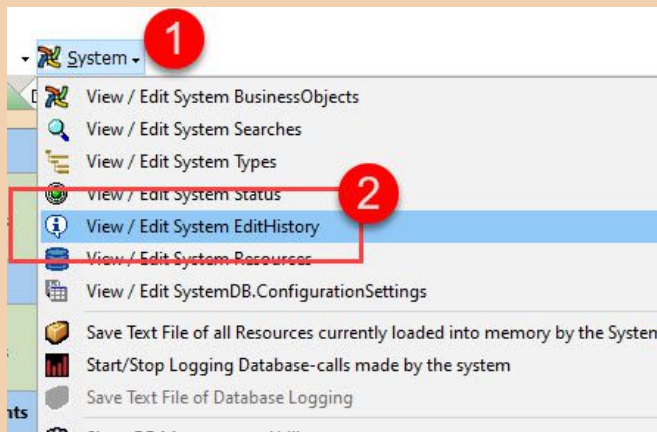 1
System
View / Edit System BusinessObjects
View / Edit System Searches
View / Edit System Types
View / Edit System Status
2
View / Edit System EditHistory
View / Edit System Resources
View / Edit SystemDB.ConfigurationSettings
Save Text File of all Resources currently loaded into memory by the System
Start/Stop Logging Database-calls made by the system
Save Text File of Database Logging
nts